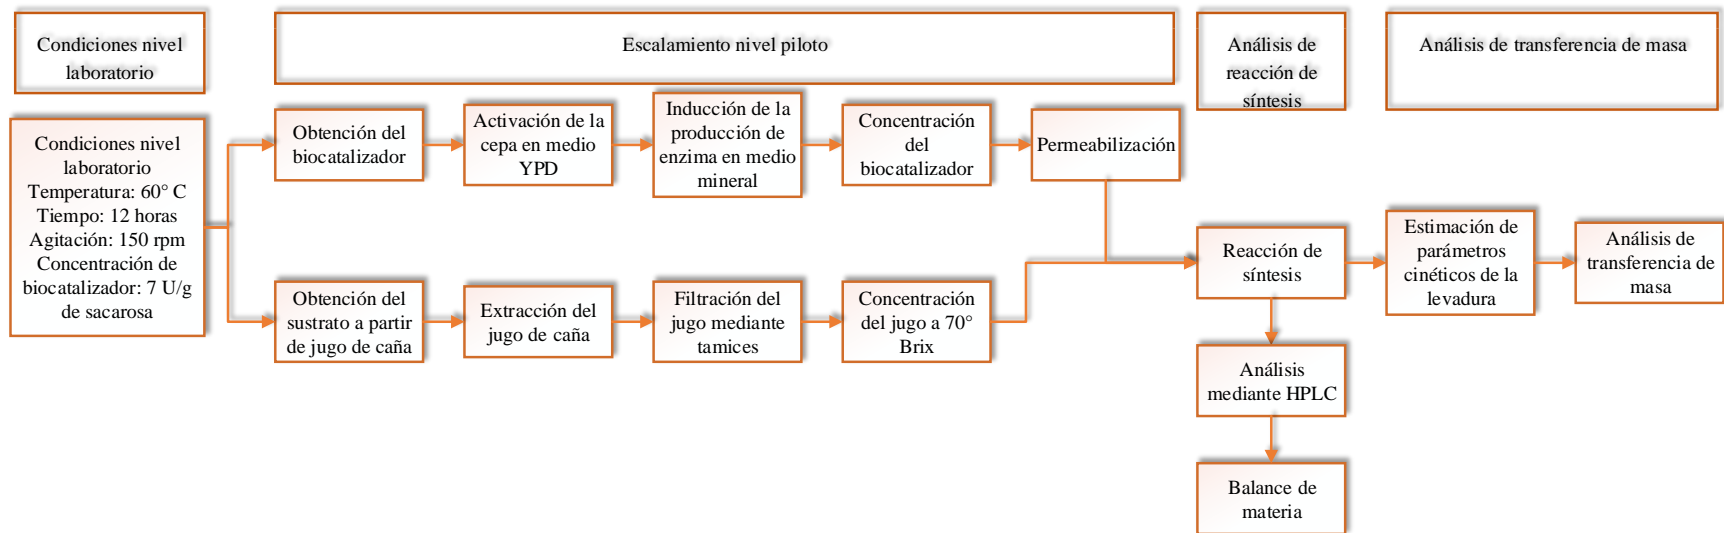 Condiciones nivel
laboratorio
Escalamiento nivel piloto
Análisis de
reacción de
síntesis
Análisis de transferencia de masa
Condiciones nivel
laboratorio
Temperatura: 60° C
Tiempo: 12 horas
Agitación: 150 rpm
Concentración de
biocatalizador: 7 U/g
de sacarosa
Obtención del
biocatalizador
Activación de la
cepa en medio
YPD
Inducción de la
producción de
enzima en medio
mineral
Concentración
del
biocatalizador
Permeabilización
Obtención del
sustrato a partir
de jugo de caña
Extracción del
jugo de caña
Filtración del
jugo mediante
tamices
Concentración
del jugo a 70°
Brix
Reacción de
síntesis
Estimación de
parámetros
cinéticos de la
levadura
Análisis de
transferencia de
masa
Análisis
mediante HPLC
Balance de
materia